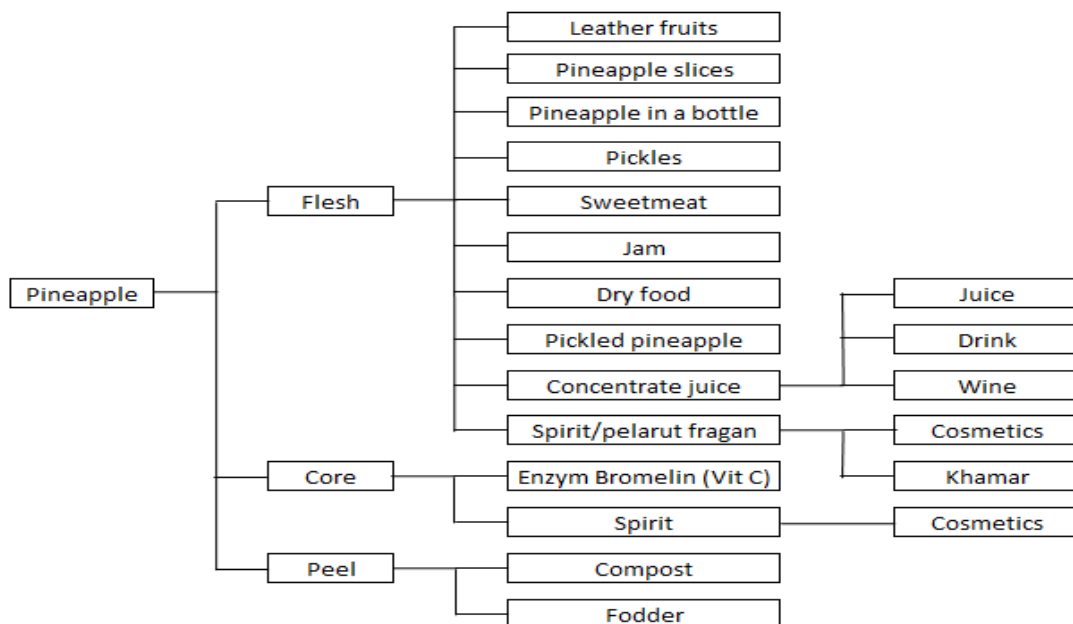 Leather fruits
Pineapple slices
Pineapple in a bottle
Pickles
Flesh
Sweetmeat
Jam
Pineapple
Dry food
Juice
Pickled pineapple
Drink
Concentrate juice
Wine
Spirit/pelarut fragan
Cosmetics
Core
Enzym Bromelin (Vit C)
Khamar
Spirit
Cosmetics
Peel
Compost
Fodder